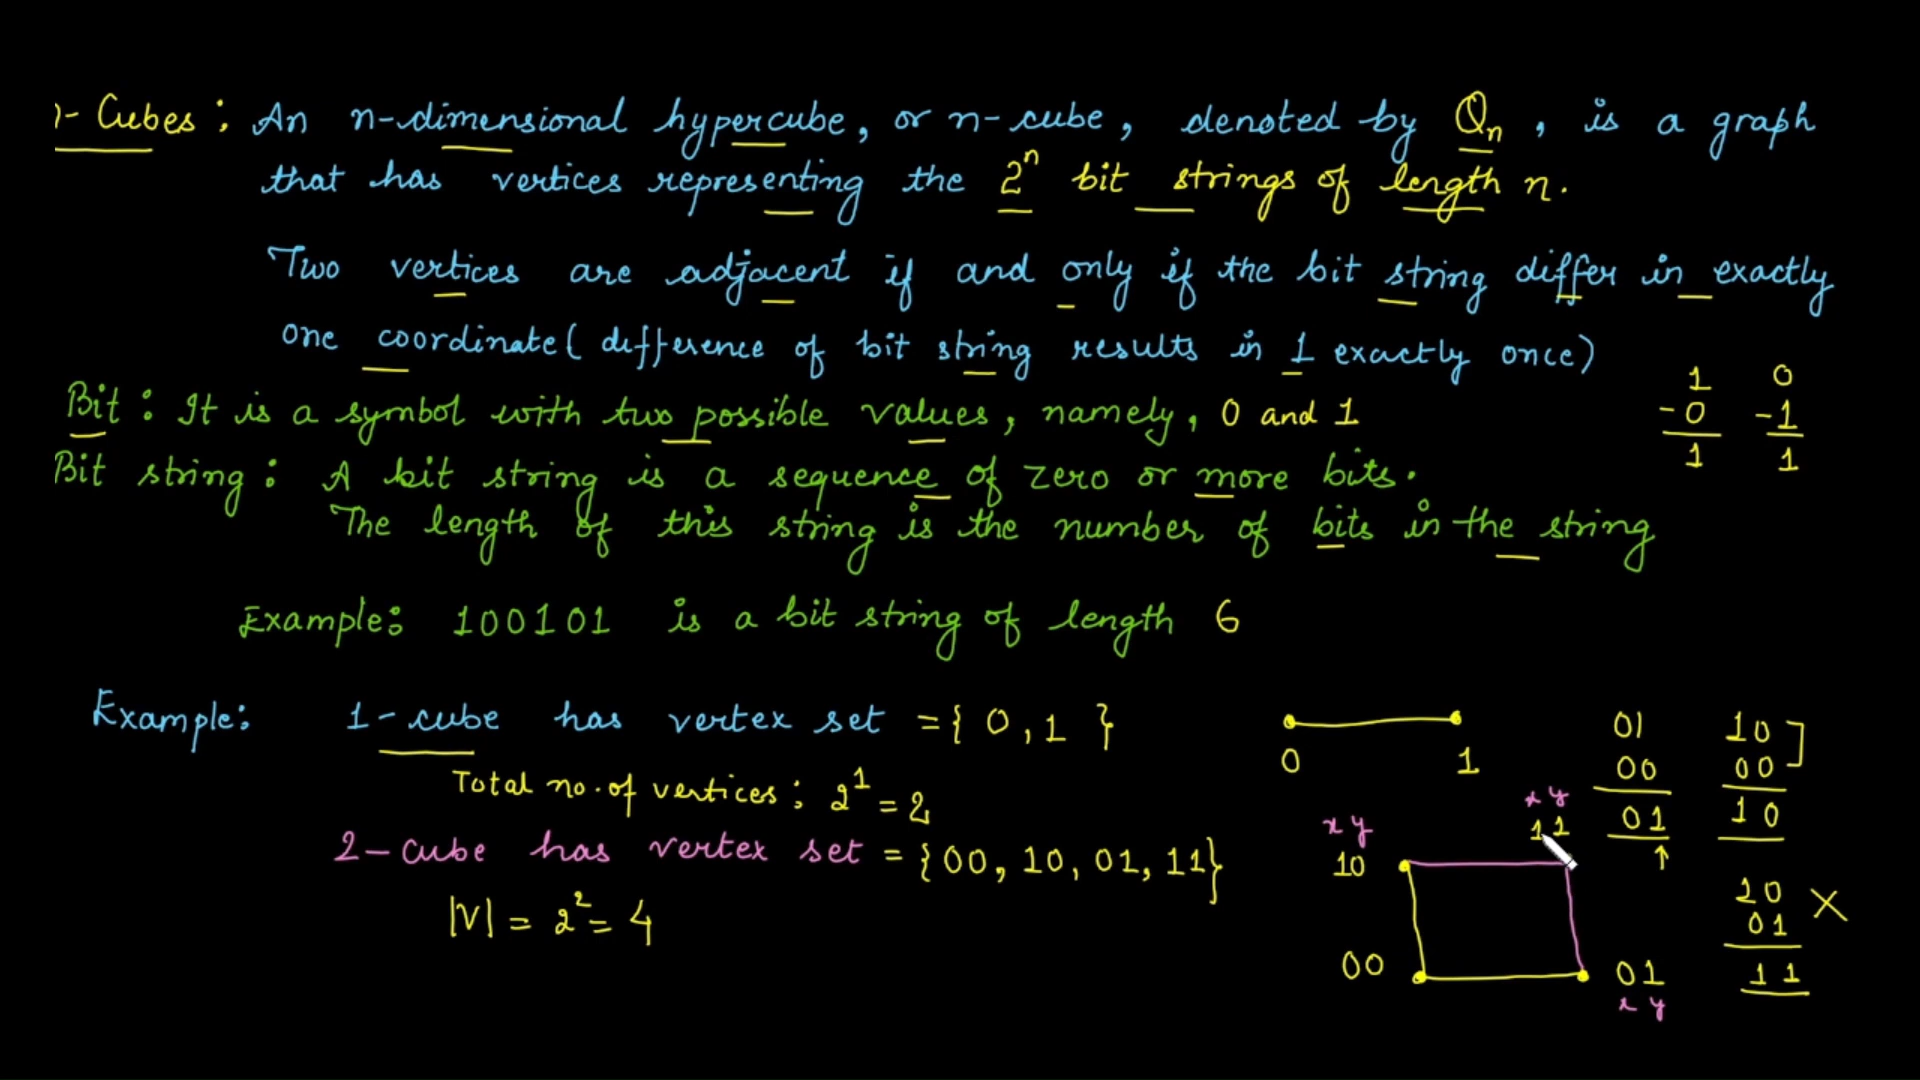 n-Cubes: An n-dimensional hypercube, or n-cube, denoted by Qn, is a graph
that has vertices representing the 2^n bit strings of length n.
Two vertices are adjacent if and only if the bit string differ in exactly
one coordinate (difference of bit string results in 1 exactly once)
1 0
-0 -1
1 1
Bit: It is a symbol with two possible values, namely, 0 and 1
Bit string: A bit string is a sequence of zero or more bits.
The length of this string is the number of bits in the string
Example: 100101 is a bit string of length 6
Example: 1-cube has vertex set = { 0, 1 }
0 1
Total no. of vertices: 2^1 = 2
2-cube has vertex set = {00, 10, 01, 11}
|V| = 2^2 = 4
01 10
00 00
01 10
x y
11
x y
10
00
01
x y
10 ×
01
11